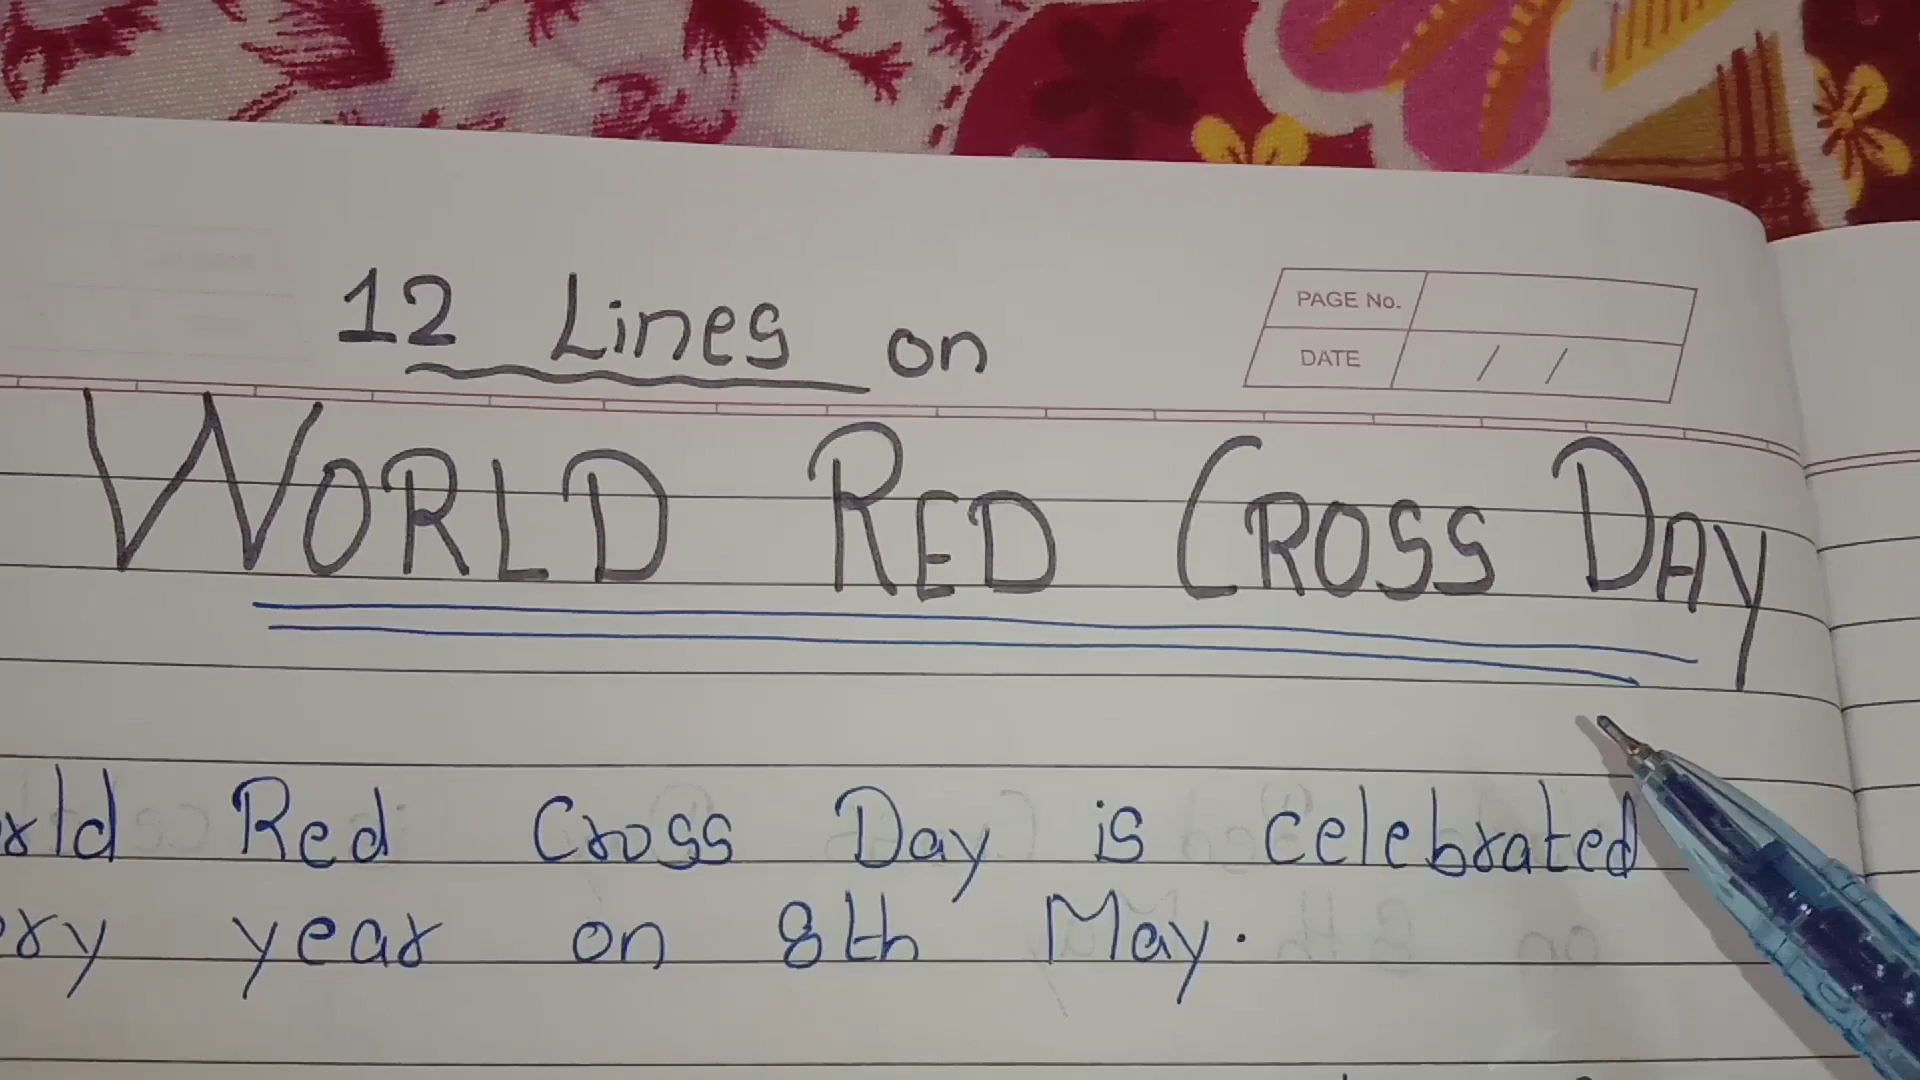 12 Lines on
PAGE No.
DATE / /
WORLD RED CROSS DAY
rld Red Cross Day is celebrated
ery year on 8th May.